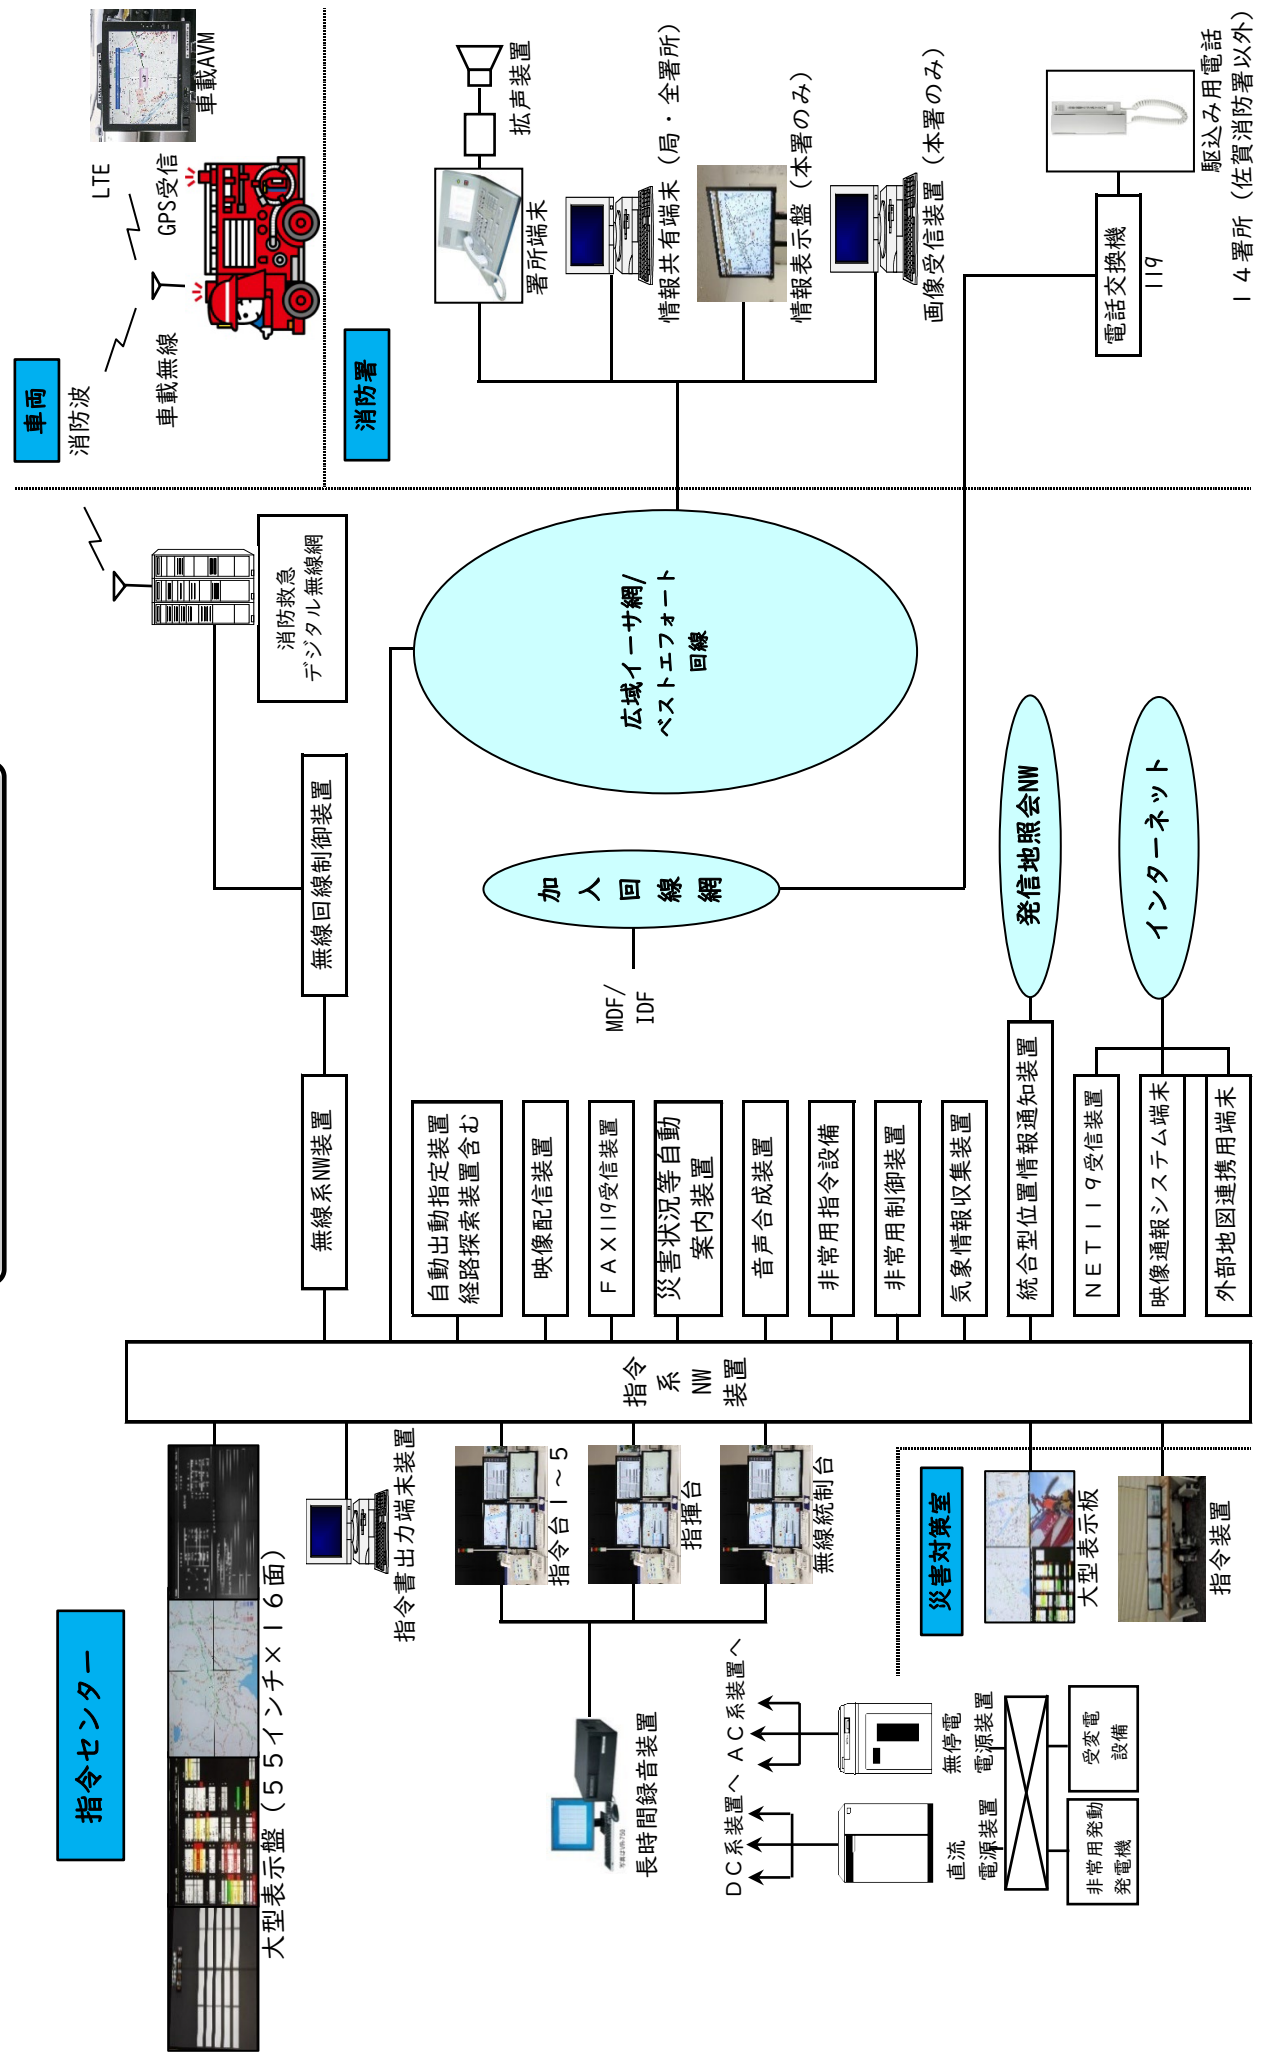 指令センター
大型表示盤（５５インチ×１６面）
指令書出力端末装置
指令台１～５
指揮台
無線統制台
長時間録音装置
写真はVR-750
DC系装置へ
AC系装置へ
直流
電源装置
無停電
電源装置
非常用発動
発電機
受変電
設備
災害対策室
大型表示板
指令装置
指令
系
NW
装置
無線系NW装置
無線回線制御装置
消防救急
デジタル無線網
自動出動指定装置
経路探索装置含む
映像配信装置
ＦＡＸ119受信装置
災害状況等自動
案内装置
音声合成装置
非常用指令設備
非常用制御装置
気象情報収集装置
統合型位置情報通知装置
ＮＥＴ１１９受信装置
映像通報システム端末
外部地図連携用端末
MDF/
IDF
加
入
回
線
網
広域イーサ網/
ベストエフォート
回線
発信地照会NW
インターネット
車両
消防波
車載無線
LTE
GPS受信
車載AVM
消防署
署所端末
拡声装置
情報共有端末（局・全署所）
情報表示盤（本署のみ）
画像受信装置（本署のみ）
電話交換機
119
駆込み用電話
１４署所（佐賀消防署以外）